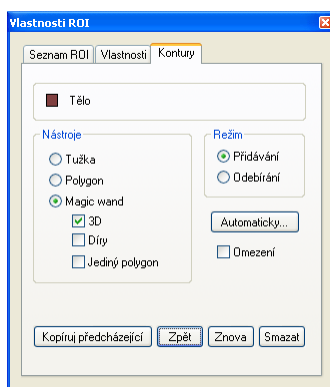 Vlastnosti ROI
Seznam ROI Vlastnosti Kontury
Tělo
Nástroje
Tužka
Polygon
Magic wand
3D
Díry
Jediný polygon
Režim
Přidávání
Odebírání
Automaticky...
Omezení
Kopíruj předcházející Zpět Znova Smazat